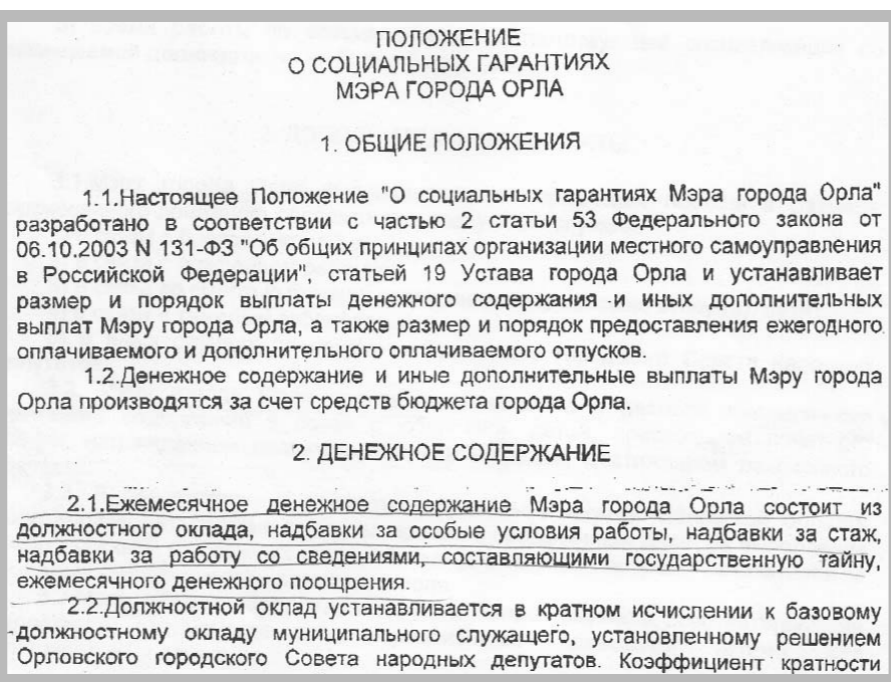 ПОЛОЖЕНИЕ
О СОЦИАЛЬНЫХ ГАРАНТИЯХ
МЭРА ГОРОДА ОРЛА
1. ОБЩИЕ ПОЛОЖЕНИЯ
1.1.Настоящее Положение "О социальных гарантиях Мэра города Орла"
разработано в соответствии с частью 2 статьи 53 Федерального закона от
06.10.2003 N 131-ФЗ "Об общих принципах организации местного самоуправления
в Российской Федерации", статьей 19 Устава города Орла и устанавливает
размер и порядок выплаты денежного содержания и иных дополнительных
выплат Мэру города Орла, а также размер и порядок предоставления ежегодного
оплачиваемого и дополнительного оплачиваемого отпусков.
1.2.Денежное содержание и иные дополнительные выплаты Мэру города
Орла производятся за счет средств бюджета города Орла.
2. ДЕНЕЖНОЕ СОДЕРЖАНИЕ
2.1.Ежемесячное денежное содержание Мэра города Орла состоит из
должностного оклада, надбавки за особые условия работы, надбавки за стаж,
надбавки за работу со сведениями, составляющими государственную тайну,
ежемесячного денежного поощрения.
2.2.Должностной оклад устанавливается в кратном исчислении к базовому
должностному окладу муниципального служащего, установленному решением
Орловского городского Совета народных депутатов. Коэффициент кратности